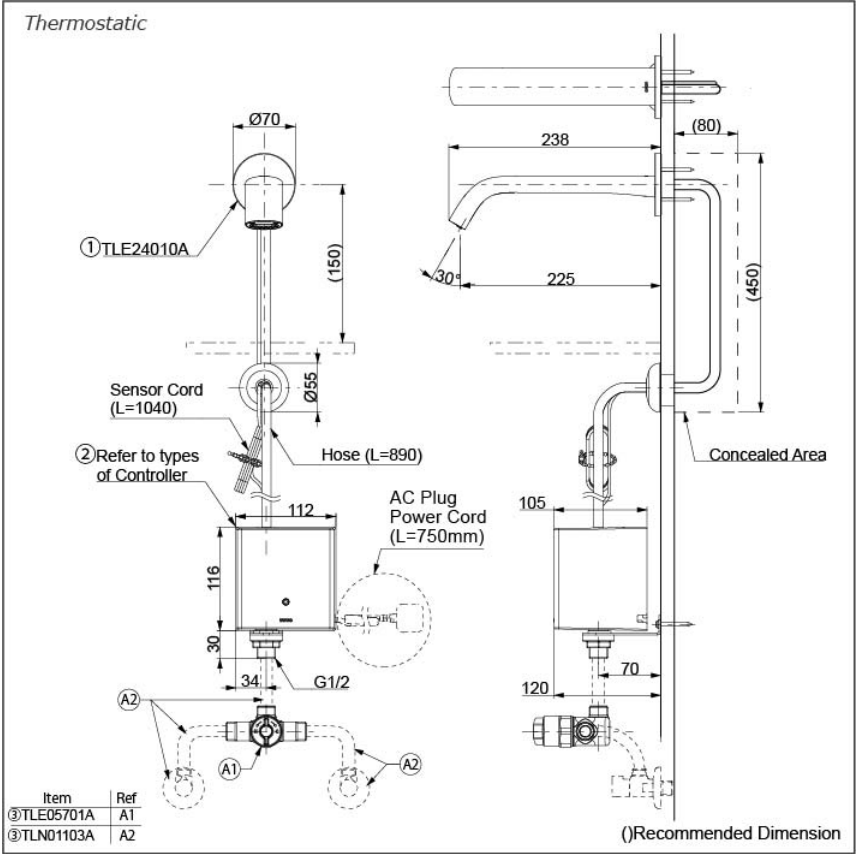 Thermostatic
Ø70
238
(80)
①TLE24010A
(150)
30°
225
(450)
Sensor Cord
(L=1040)
Ø55
②Refer to types
of Controller
Hose (L=890)
Concealed Area
AC Plug
Power Cord
(L=750mm)
112
105
116
30
34
G1/2
70
120
A2
A1
A2
Item Ref
③TLE05701A A1
③TLN01103A A2
()Recommended Dimension